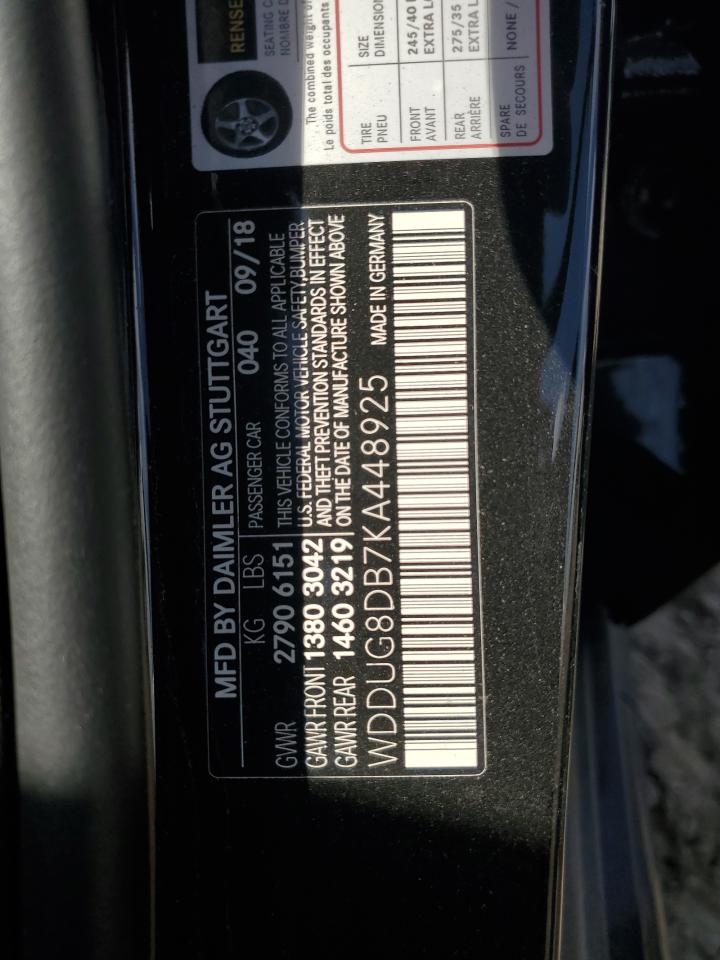 MFD BY DAIMLER AG STUTTGART
KG LBS PASSENGER CAR 040 09/18
GVWR 2790 6151 THIS VEHICLE CONFORMS TO ALL APPLICABLE
U.S. FEDERAL MOTOR VEHICLE SAFETY, BUMPER
GAWR FRONT 1380 3042 AND THEFT PREVENTION STANDARDS IN EFFECT
GAWR REAR 1460 3219 ON THE DATE OF MANUFACTURE SHOWN ABOVE
WDDUG8DB7KA448925 MADE IN GERMANY
RENSE
SEATING
NOMBRE
The combined weight of
Le poids total des occupants
TIRE SIZE
PNEU DIMENSION
FRONT 245/40
AVANT EXTRA
REAR 275/35
ARRIÈRE EXTRA
SPARE NONE /
DE SECOURS